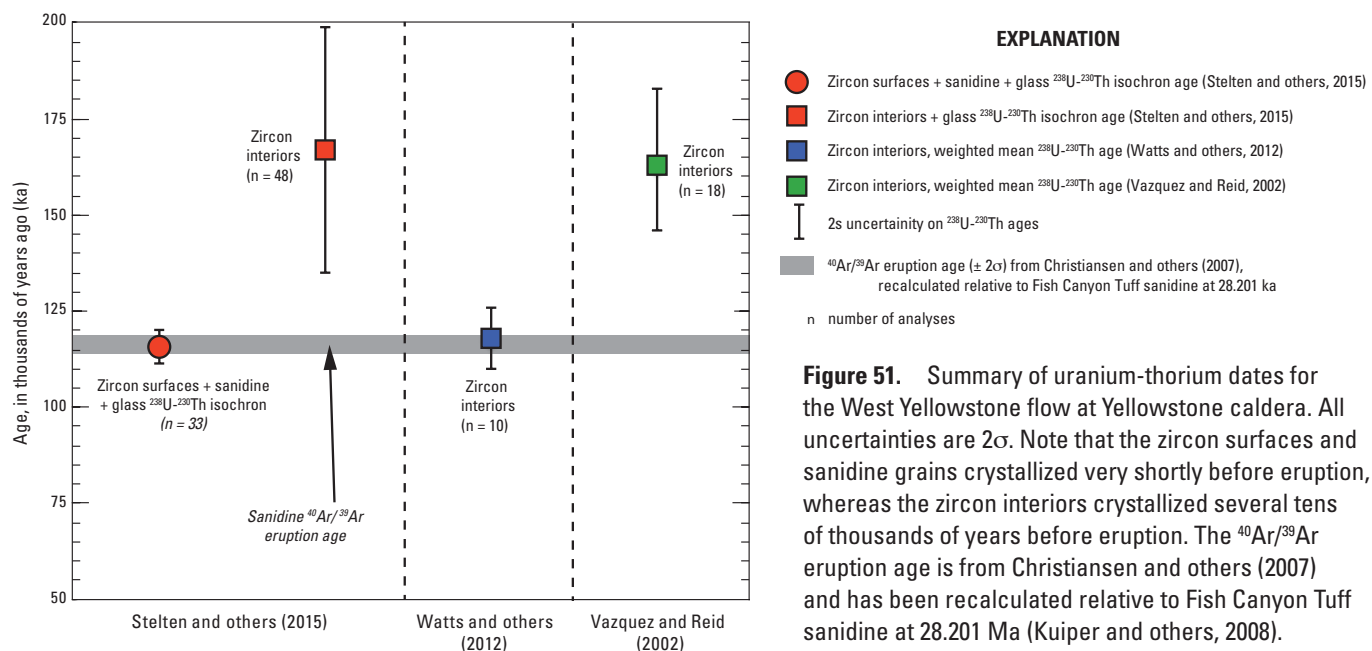 200
175
150
125
100
75
50
Age, in thousands of years ago (ka)
Zircon
interiors
(n = 48)
Zircon
interiors
(n = 18)
Zircon surfaces + sanidine
+ glass ²³⁸U-²³⁰Th isochron
(n = 33)
Zircon
interiors
(n = 10)
Sanidine ⁴⁰Ar/³⁹Ar
eruption age
Stelten and others (2015)
Watts and others
(2012)
Vazquez and Reid
(2002)
EXPLANATION
Zircon surfaces + sanidine + glass ²³⁸U-²³⁰Th isochron age (Stelten and others, 2015)
Zircon interiors + glass ²³⁸U-²³⁰Th isochron age (Stelten and others, 2015)
Zircon interiors, weighted mean ²³⁸U-²³⁰Th age (Watts and others, 2012)
Zircon interiors, weighted mean ²³⁸U-²³⁰Th age (Vazquez and Reid, 2002)
2s uncertainity on ²³⁸U-²³⁰Th ages
⁴⁰Ar/³⁹Ar eruption age (± 2σ) from Christiansen and others (2007),
recalculated relative to Fish Canyon Tuff sanidine at 28.201 ka
n number of analyses
Figure 51. Summary of uranium-thorium dates for
the West Yellowstone flow at Yellowstone caldera. All
uncertainties are 2σ. Note that the zircon surfaces and
sanidine grains crystallized very shortly before eruption,
whereas the zircon interiors crystallized several tens
of thousands of years before eruption. The ⁴⁰Ar/³⁹Ar
eruption age is from Christiansen and others (2007)
and has been recalculated relative to Fish Canyon Tuff
sanidine at 28.201 Ma (Kuiper and others, 2008).